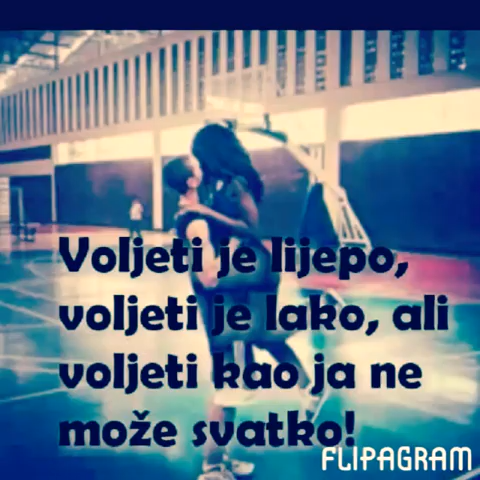 Voljeti je lijepo,
voljeti je lako, ali
voljeti kao ja ne
može svatko!
FLIPAGRAM